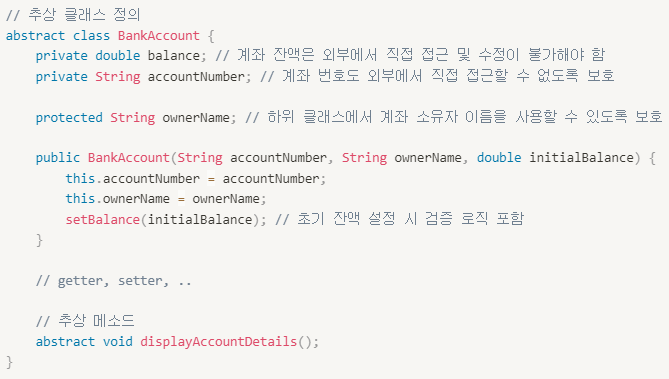 // 추상 클래스 정의
abstract class BankAccount {
    private double balance; // 계좌 잔액은 외부에서 직접 접근 및 수정이 불가해야 함
    private String accountNumber; // 계좌 번호도 외부에서 직접 접근할 수 없도록 보호

    protected String ownerName; // 하위 클래스에서 계좌 소유자 이름을 사용할 수 있도록 보호

    public BankAccount(String accountNumber, String ownerName, double initialBalance) {
        this.accountNumber = accountNumber;
        this.ownerName = ownerName;
        setBalance(initialBalance); // 초기 잔액 설정 시 검증 로직 포함
    }

    // getter, setter, ..

    // 추상 메소드
    abstract void displayAccountDetails();
}